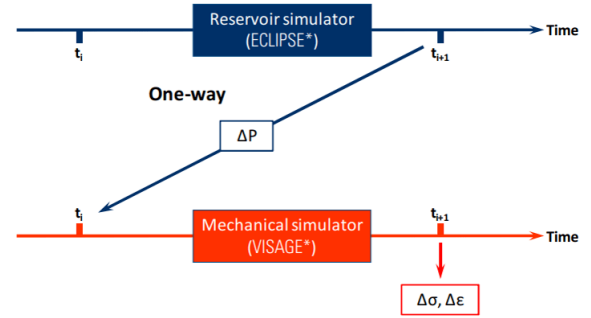 Reservoir simulator
(ECLIPSE*)
Time
tᵢ
tᵢ₊₁
One-way
ΔP
tᵢ
tᵢ₊₁
Mechanical simulator
(VISAGE*)
Time
Δσ, Δε